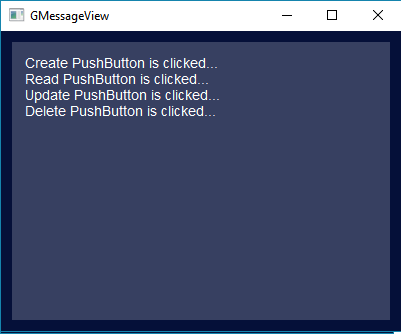 GMessageView
Create PushButton is clicked...
Read PushButton is clicked...
Update PushButton is clicked...
Delete PushButton is clicked...